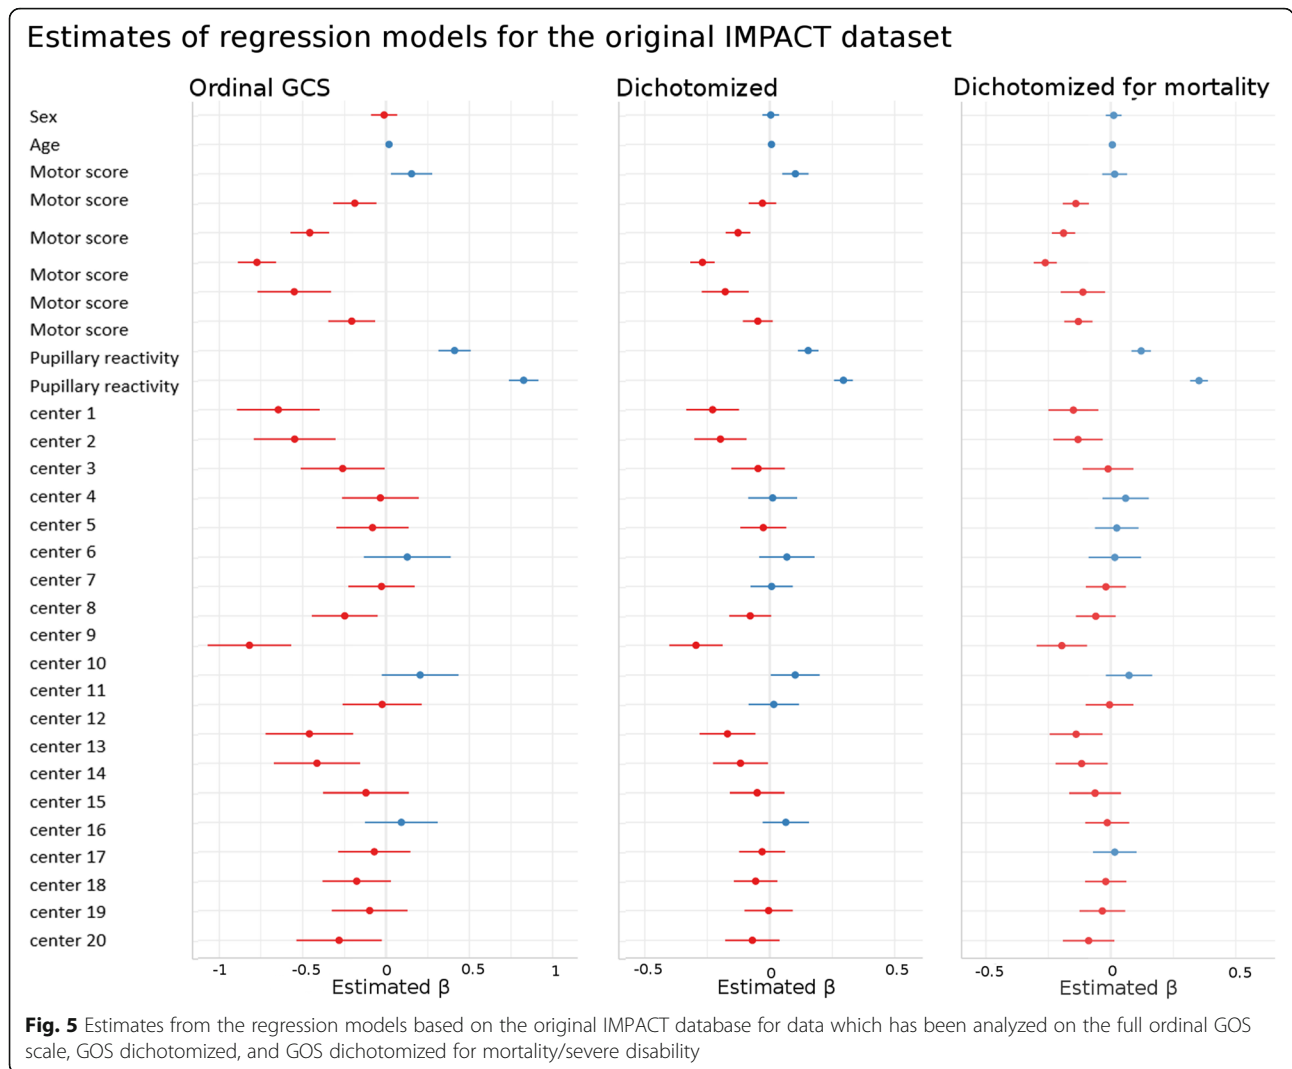 Estimates of regression models for the original IMPACT dataset
Ordinal GCS
Dichotomized
Dichotomized for mortality
Sex
Age
Motor score
Motor score
Motor score
Motor score
Motor score
Motor score
Pupillary reactivity
Pupillary reactivity
center 1
center 2
center 3
center 4
center 5
center 6
center 7
center 8
center 9
center 10
center 11
center 12
center 13
center 14
center 15
center 16
center 17
center 18
center 19
center 20
-1 -0.5 0 0.5 1
-0.5 0 0.5
-0.5 0 0.5
Estimated β
Estimated β
Estimated β
Fig. 5 Estimates from the regression models based on the original IMPACT database for data which has been analyzed on the full ordinal GOS
scale, GOS dichotomized, and GOS dichotomized for mortality/severe disability